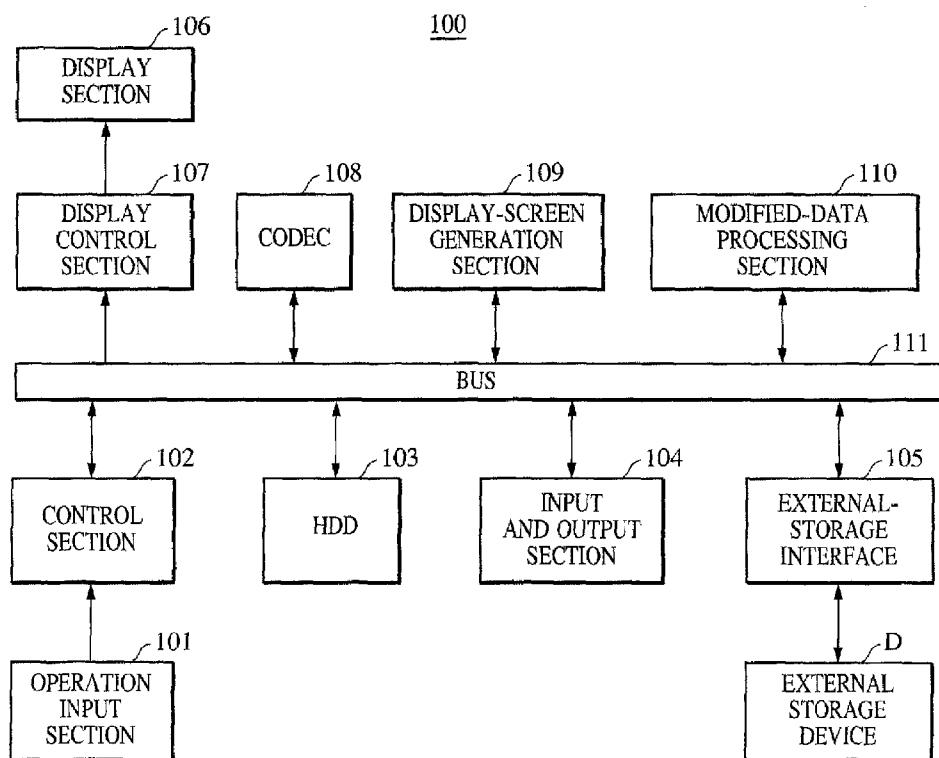 100
106
DISPLAY
SECTION
107
DISPLAY
CONTROL
SECTION
108
CODEC
109
DISPLAY-SCREEN
GENERATION
SECTION
110
MODIFIED-DATA
PROCESSING
SECTION
111
BUS
102
CONTROL
SECTION
103
HDD
104
INPUT
AND OUTPUT
SECTION
105
EXTERNAL-
STORAGE
INTERFACE
101
OPERATION
INPUT
SECTION
D
EXTERNAL
STORAGE
DEVICE